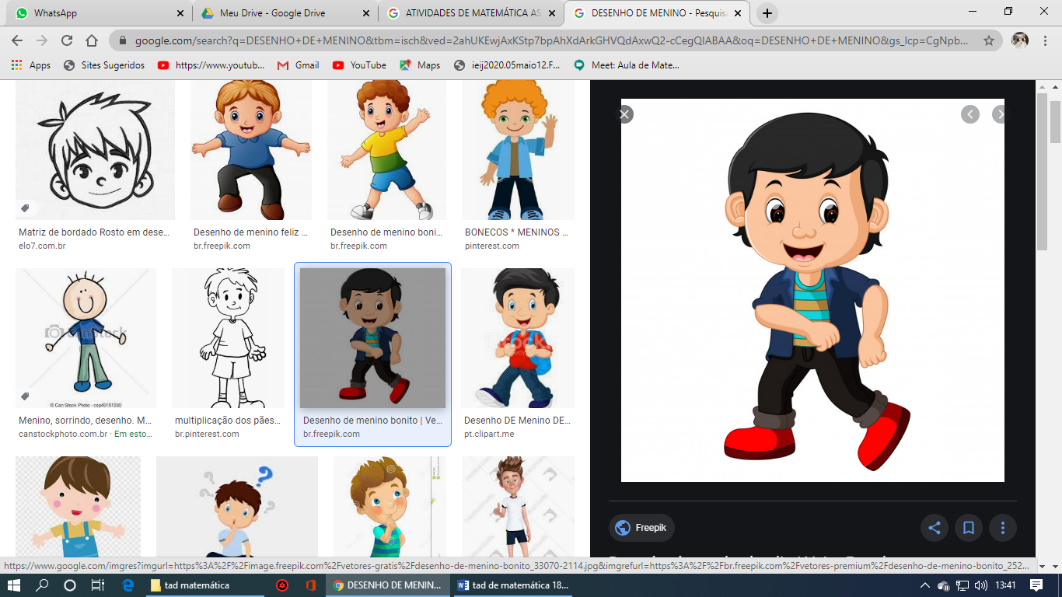 WhatsApp
Meu Drive - Google Drive
ATIVIDADES DE MATEMÁTICA AS
DESENHO DE MENINO - Pesquis
google.com/search?q=DESENHO+DE+MENINO&tbm=isch&ved=2ahUKEwjAxKStp7bpAhXdArkGHVQdAxwQ2-cCegQIABAA&oq=DESENHO+DE+MENINO&gs_lcp=CgNpb...
Apps
Sites Sugeridos
https://www.youtub...
Gmail
YouTube
Maps
ieij2020.05maio12.F...
Meet: Aula de Mate...
Matriz de bordado Rosto em dese...
elo7.com.br
Desenho de menino feliz ...
br.freepik.com
Desenho de menino boni...
br.freepik.com
BONECOS * MENINOS ...
pinterest.com
Menino, sorrindo, desenho. M...
canstockphoto.com.br · Em esto...
multiplicação dos pães...
br.pinterest.com
Desenho de menino bonito | Ve...
br.freepik.com
Desenho DE Menino DE...
pt.clipart.me
Freepik
https://www.google.com/imgres?imgurl=https%3A%2F%2Fimage.freepik.com%2Fvetores-gratis%2Fdesenho-de-menino-bonito_33070-2114.jpg&imgrefurl=https%3A%2F%2Fbr.freepik.com%2Fvetores-premium%2Fdesenho-de-menino-bonito_252...
tad matemática
DESENHO DE MENIN...
tad de matemática 18...
13:41